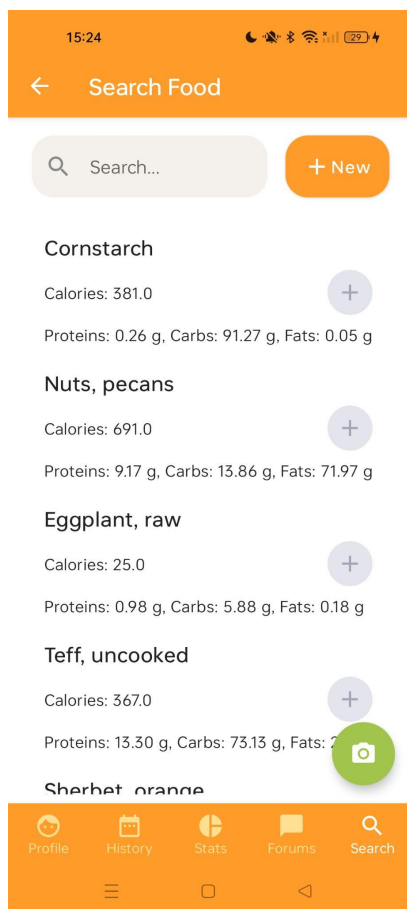 15:24
29
Search Food
Search...
+ New
Cornstarch
Calories: 381.0
Proteins: 0.26 g, Carbs: 91.27 g, Fats: 0.05 g
Nuts, pecans
Calories: 691.0
Proteins: 9.17 g, Carbs: 13.86 g, Fats: 71.97 g
Eggplant, raw
Calories: 25.0
Proteins: 0.98 g, Carbs: 5.88 g, Fats: 0.18 g
Teff, uncooked
Calories: 367.0
Proteins: 13.30 g, Carbs: 73.13 g, Fats:
Sherbet, orange
Profile History Stats Forums Search